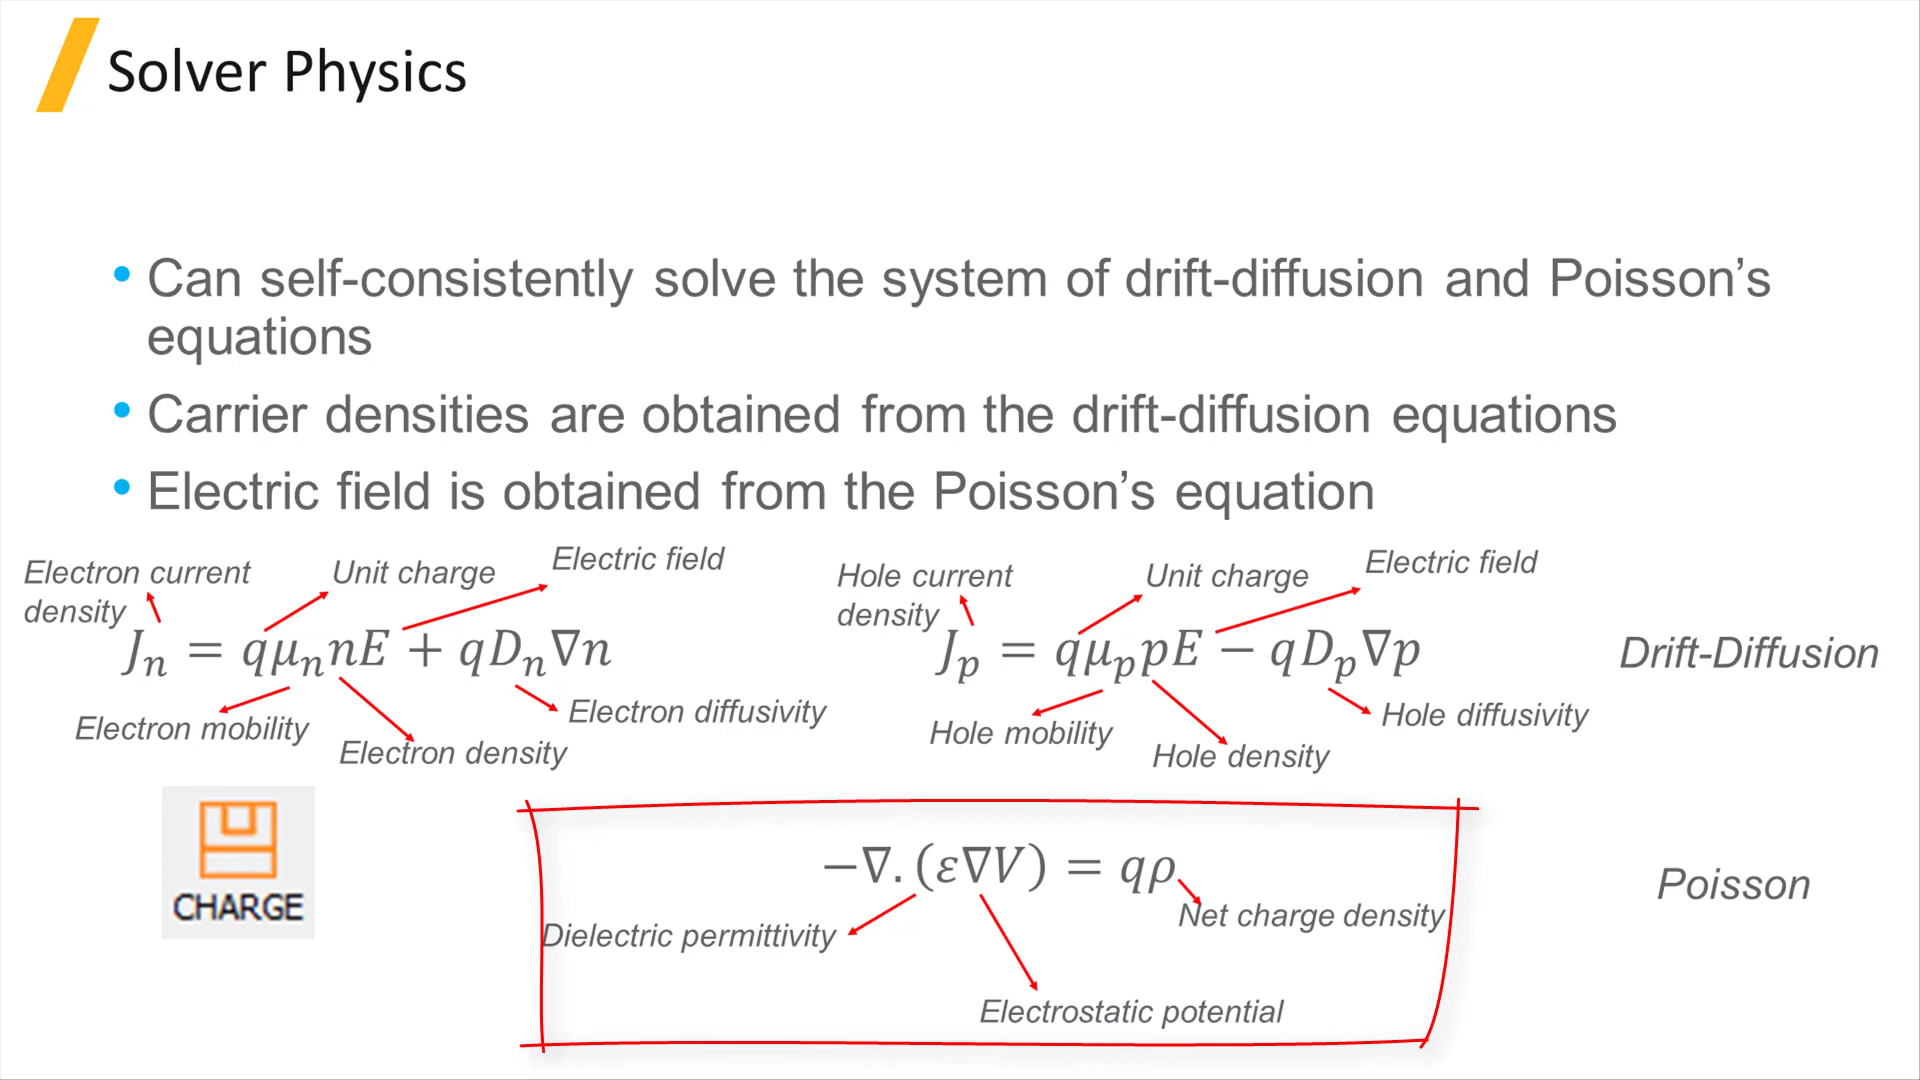 Solver Physics
• Can self-consistently solve the system of drift-diffusion and Poisson’s
equations
• Carrier densities are obtained from the drift-diffusion equations
• Electric field is obtained from the Poisson’s equation
Electron current
density
Unit charge
Electric field
Jₙ = qμₙnE + qDₙ∇n
Electron mobility
Electron density
Electron diffusivity
Hole current
density
Unit charge
Electric field
Jₚ = qμₚpE − qDₚ∇p
Hole mobility
Hole density
Hole diffusivity
Drift-Diffusion
CHARGE
−∇.(ε∇V) = qρ
Dielectric permittivity
Net charge density
Electrostatic potential
Poisson